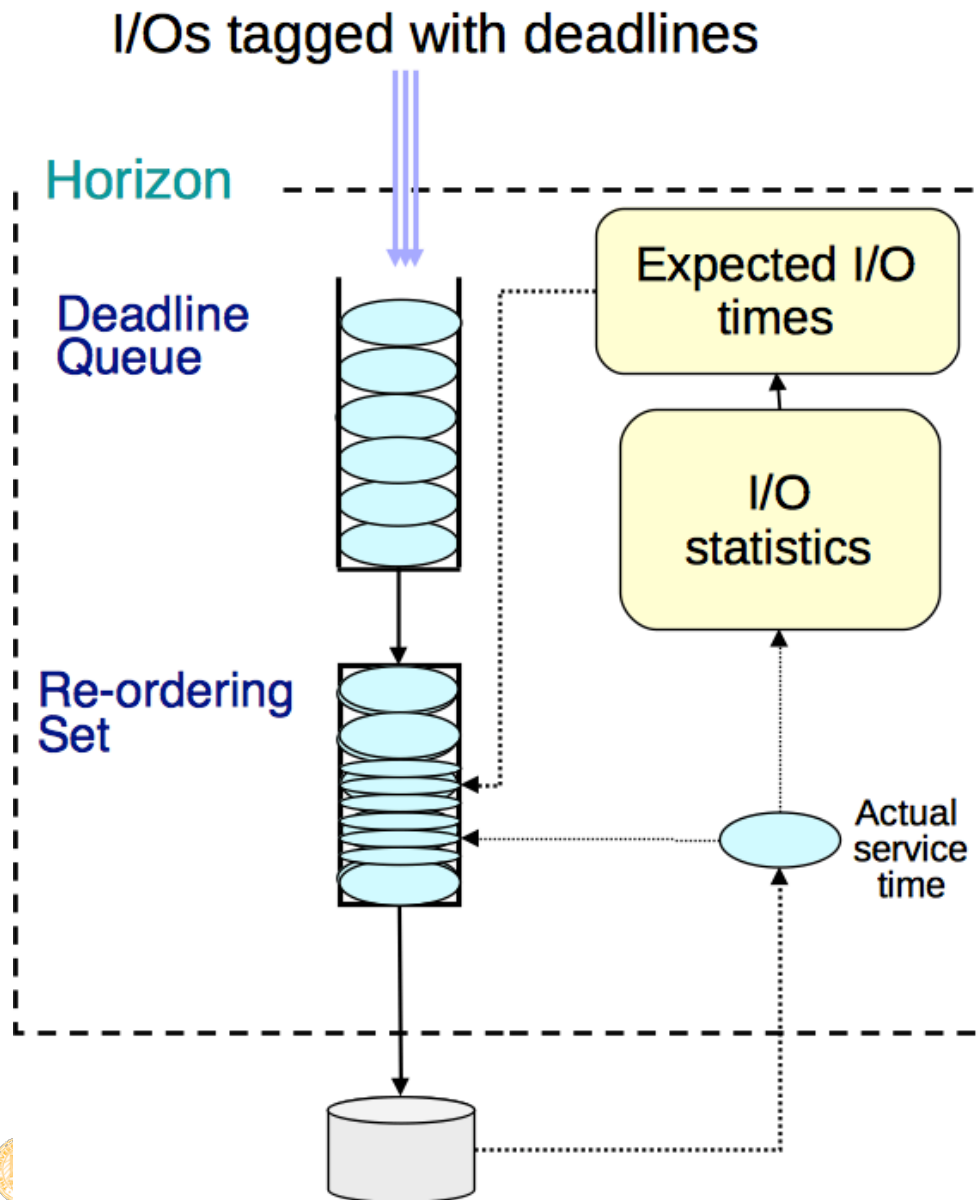 I/Os tagged with deadlines
Horizon
Deadline
Queue
Expected I/O
times
I/O
statistics
Re-ordering
Set
Actual
service
time